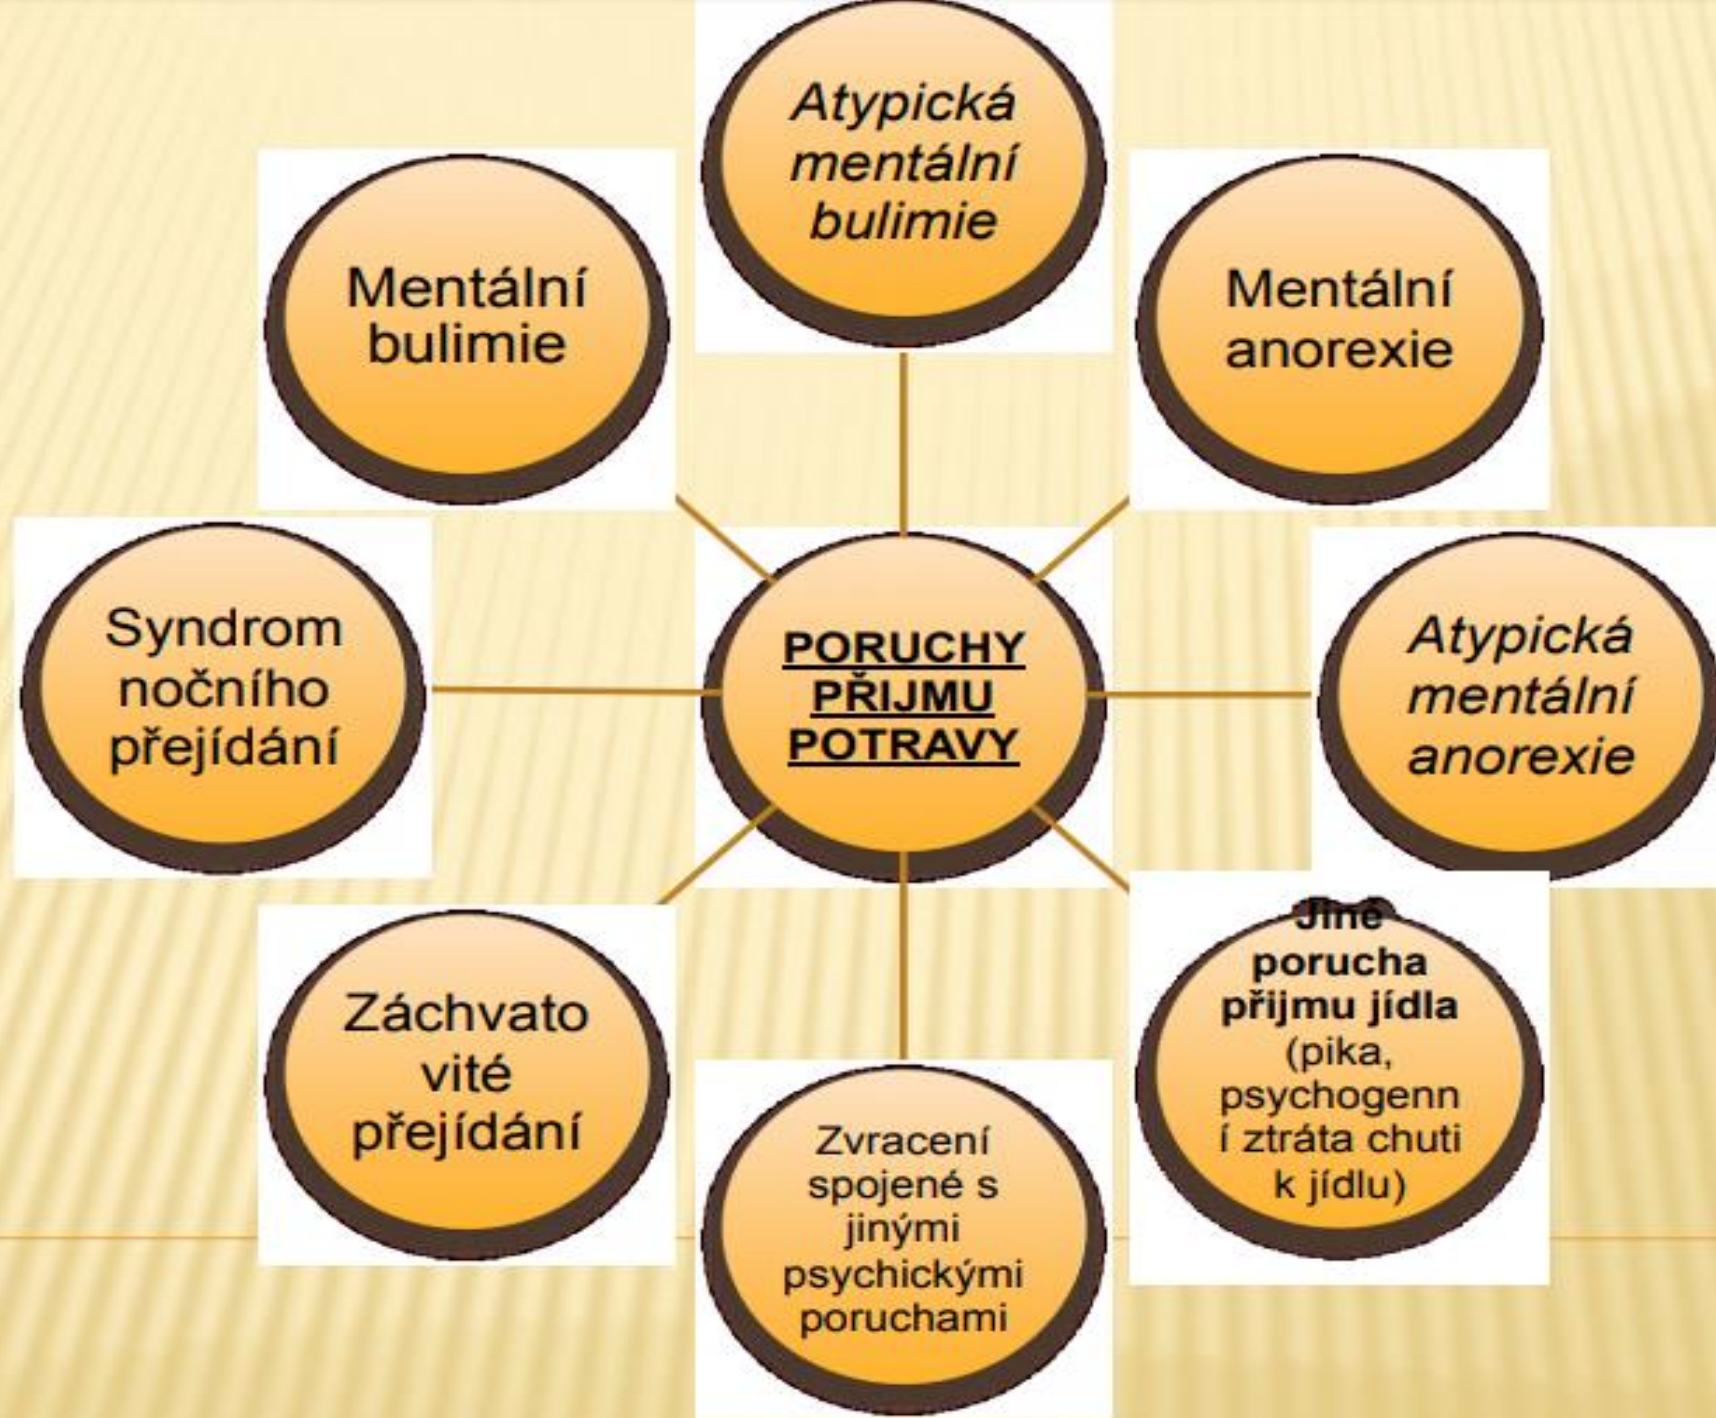 Atypická
mentální
bulimie
Mentální
bulimie
Mentální
anorexie
Syndrom
nočního
přejídání
PORUCHY
PŘIJMU
POTRAVY
Atypická
mentální
anorexie
Záchvato
vité
přejídání
Zvracení
spojené s
jinými
psychickými
poruchami
Jiné
porucha
přijmu jídla
(pika,
psychogenn
í ztráta chuti
k jídlu)